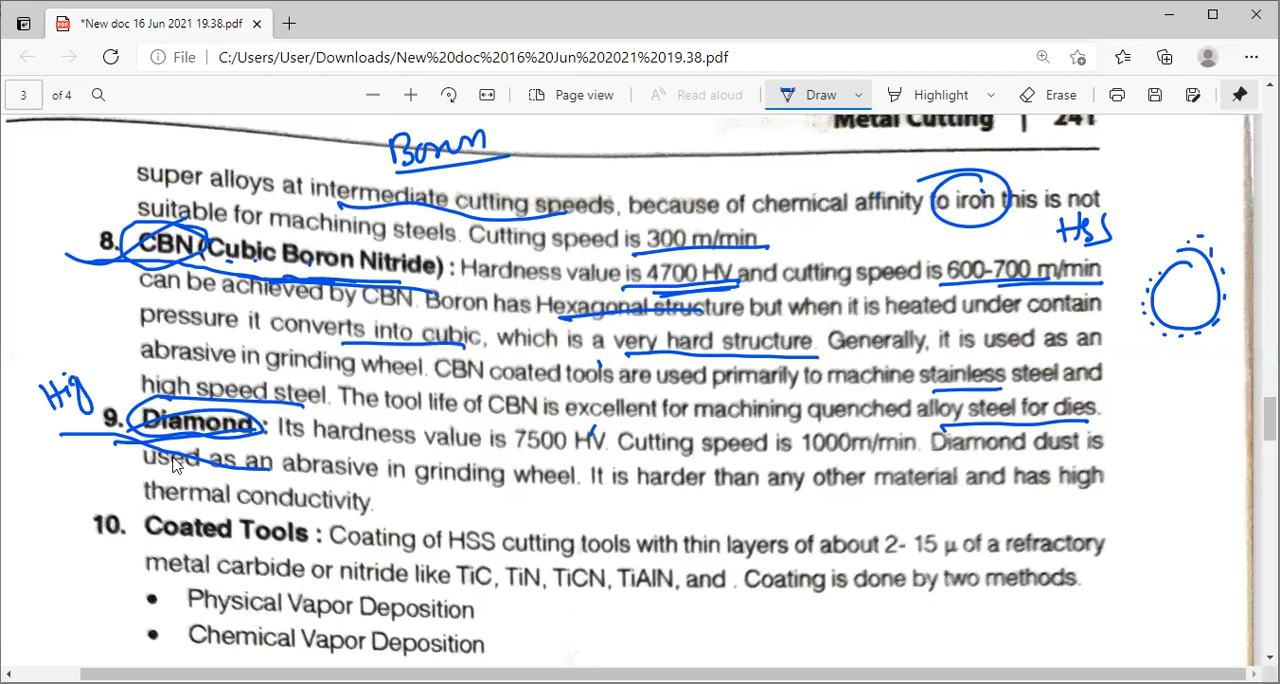 *New doc 16 Jun 2021 19.38.pdf
File C:/Users/User/Downloads/New%20doc%2016%20Jun%202021%2019.38.pdf
3 of 4 Page view Read aloud Draw Highlight Erase
Metal Cutting | 241
Boron
super alloys at intermediate cutting speeds, because of chemical affinity to iron this is not
suitable for machining steels. Cutting speed is 300 m/min
HSS
8. CBN (Cubic Boron Nitride) : Hardness value is 4700 HV and cutting speed is 600-700 m/min
can be achieved by CBN. Boron has Hexagonal structure but when it is heated under contain
pressure it converts into cubic, which is a very hard structure. Generally, it is used as an
abrasive in grinding wheel. CBN coated tools are used primarily to machine stainless steel and
high speed steel. The tool life of CBN is excellent for machining quenched alloy steel for dies.
Hig
9. Diamond : Its hardness value is 7500 HV. Cutting speed is 1000m/min. Diamond dust is
used as an abrasive in grinding wheel. It is harder than any other material and has high
thermal conductivity.
10. Coated Tools : Coating of HSS cutting tools with thin layers of about 2- 15 µ of a refractory
metal carbide or nitride like TiC, TiN, TiCN, TiAlN, and . Coating is done by two methods.
• Physical Vapor Deposition
• Chemical Vapor Deposition